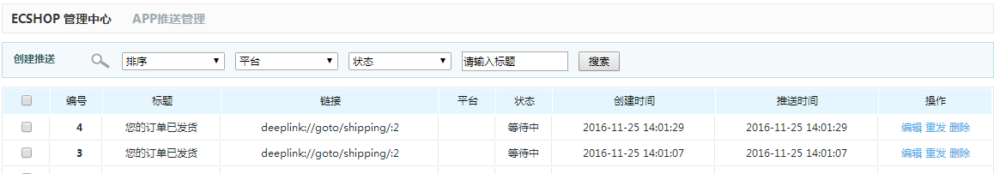 ECSHOP 管理中心 APP推送管理
创建推送 排序 平台 状态 请输入标题 搜索
编号 标题 链接 平台 状态 创建时间 推送时间 操作
4 您的订单已发货 deeplink://goto/shipping/:2 等待中 2016-11-25 14:01:29 2016-11-25 14:01:29 编辑 重发 删除
3 您的订单已发货 deeplink://goto/shipping/:2 等待中 2016-11-25 14:01:07 2016-11-25 14:01:07 编辑 重发 删除